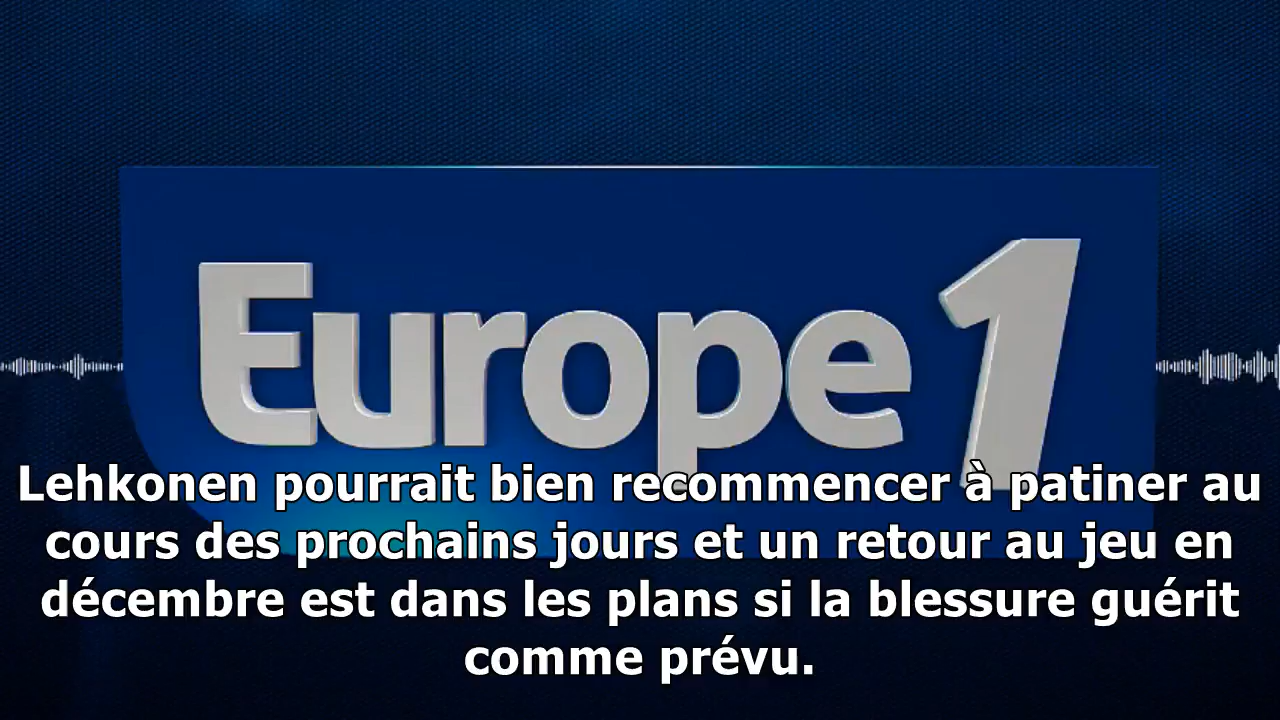 Europe 1
Lehkonen pourrait bien recommencer à patiner au
cours des prochains jours et un retour au jeu en
décembre est dans les plans si la blessure guérit
comme prévu.